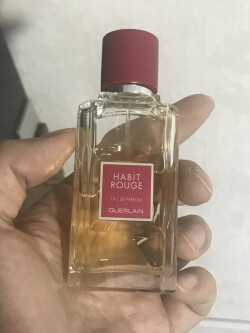 HABIT
ROUGE
EAU DE PARFUM
GUERLAIN